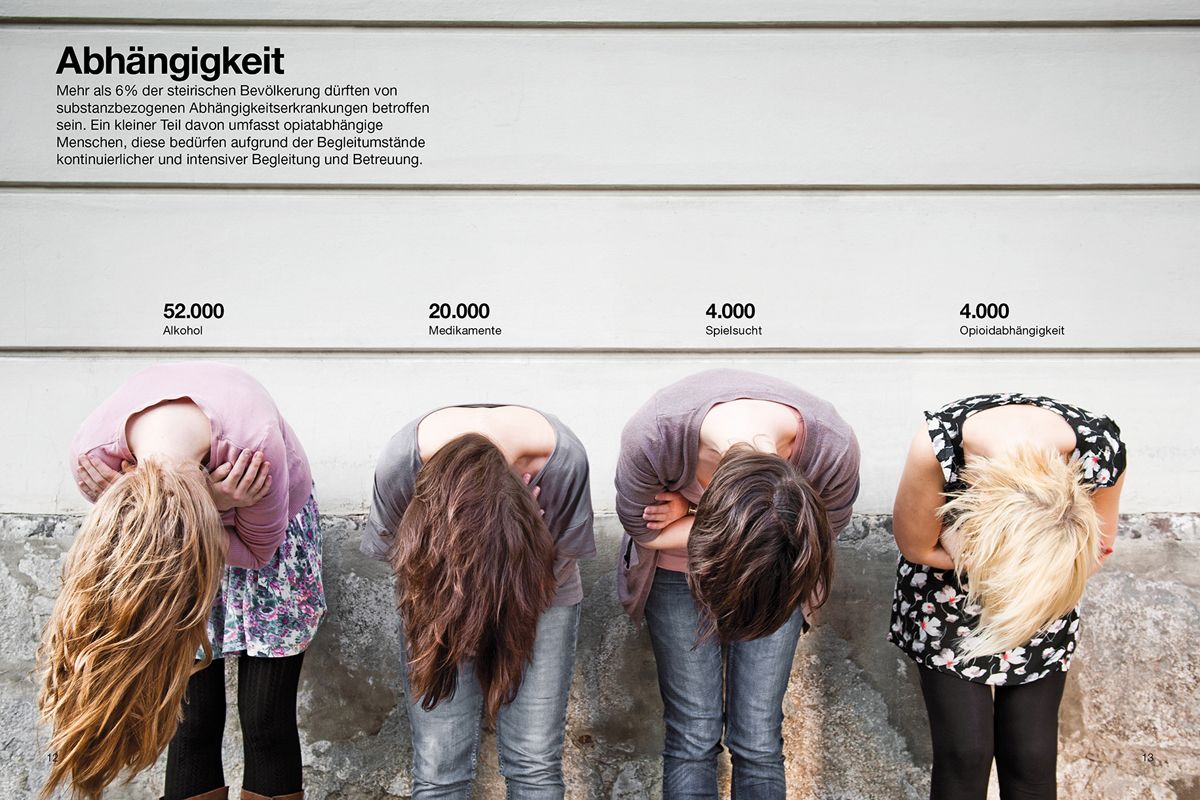 Abhängigkeit
Mehr als 6% der steirischen Bevölkerung dürften von
substanzbezogenen Abhängigkeitserkrankungen betroffen
sein. Ein kleiner Teil davon umfasst opiatabhängige
Menschen, diese bedürfen aufgrund der Begleitumstände
kontinuierlicher und intensiver Begleitung und Betreuung.
52.000
Alkohol
20.000
Medikamente
4.000
Spielsucht
4.000
Opioidabhängigkeit
12
13